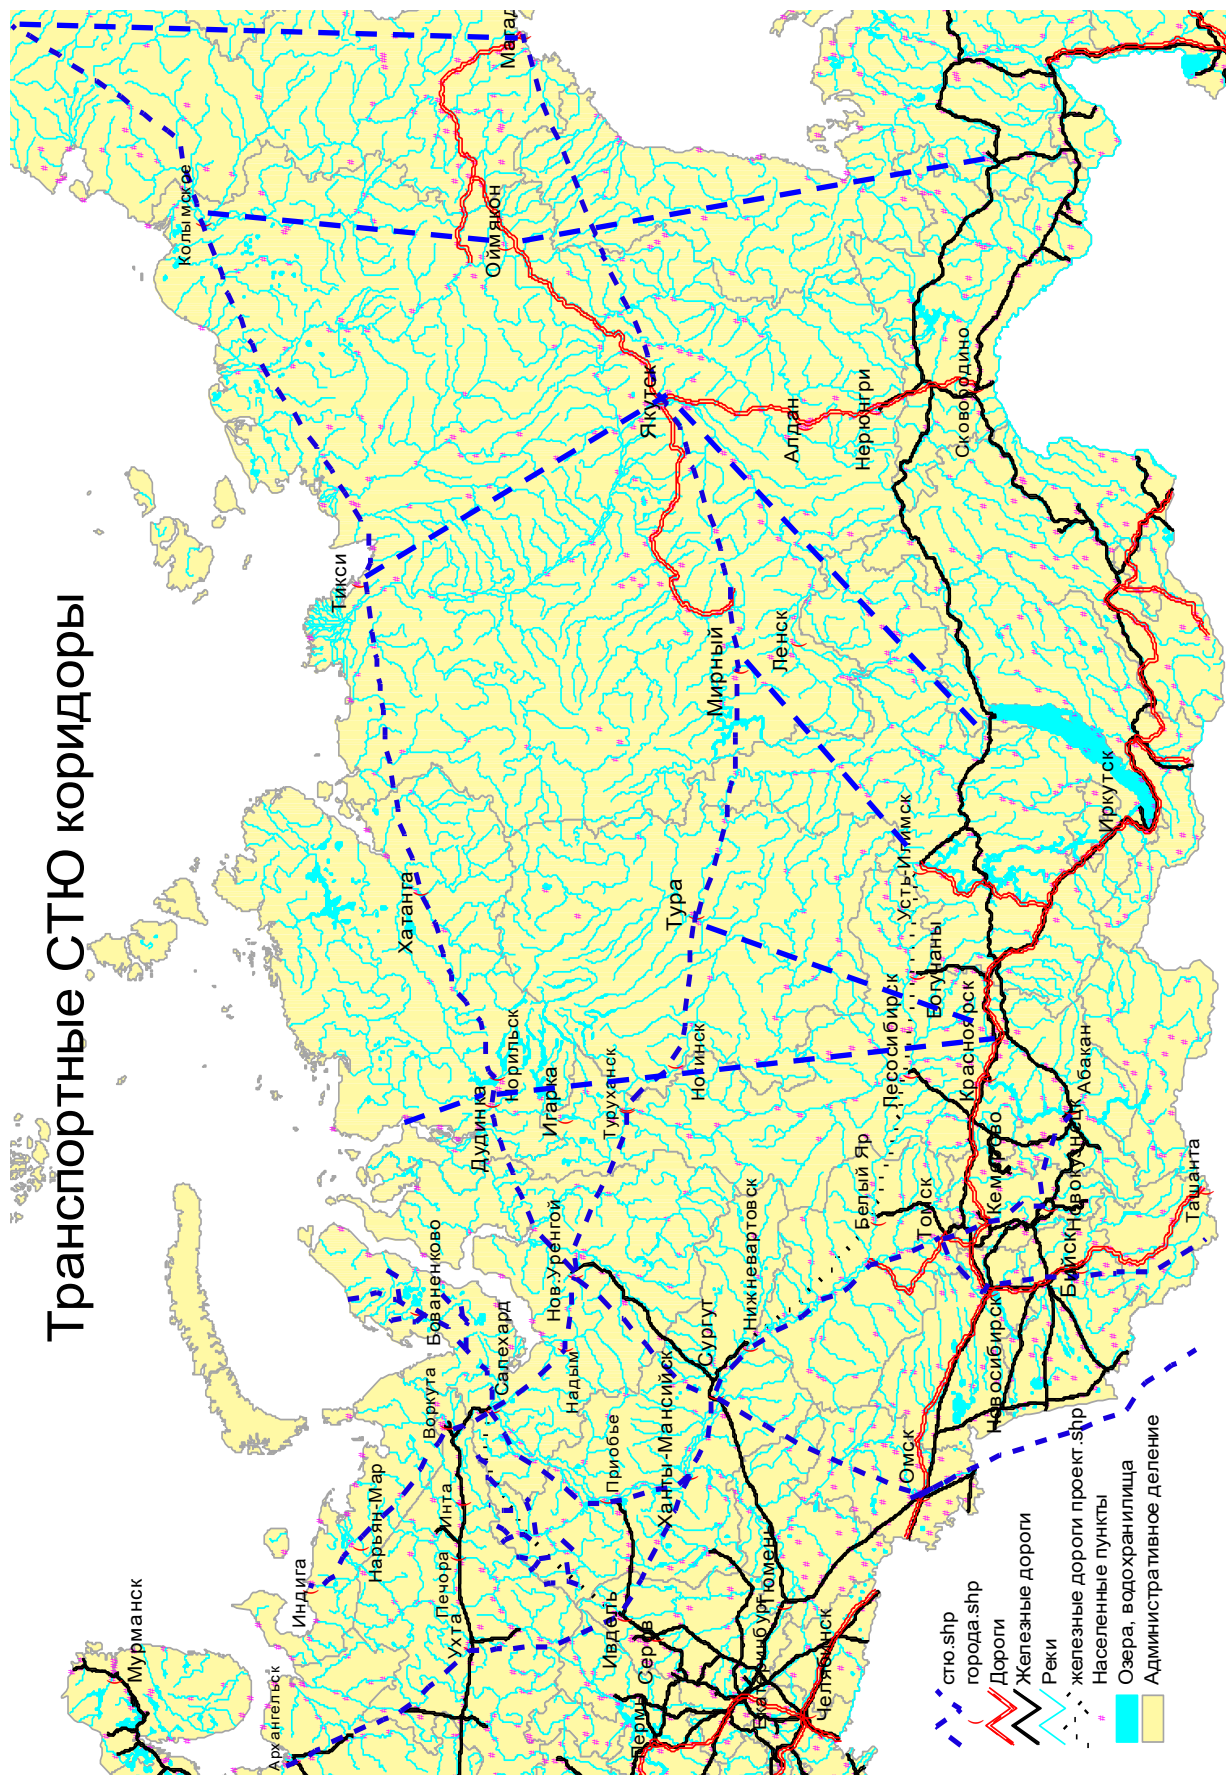 Транспортные СТЮ коридоры
Мурманск
Архангельск
Индига
Нарьян-Мар
Воркута
Инта
Печора
Ухта
Бованенково
Салехард
Надым
Нов.Уренгой
Приобье
Ханты-Мансийск
Сургут
Нижневартовск
Ивдель
Серов
Пермь
Екатеринбург
Тюмень
Челябинск
Омск
Новосибирск
Томск
Белый Яр
Кемерово
Новокузнецк
Бийск
Ташанта
Абакан
Красноярск
Лесосибирск
Богучаны
Усть-Илимск
Иркутск
Дудинка
Норильск
Игарка
Туруханск
Ногинск
Тура
Хатанга
Тикси
Мирный
Ленск
Якутск
Алдан
Нерюнгри
Сковородино
Оймякон
Колымское
стю.shp
города.shp
Дороги
Железные дороги
Реки
железные дороги проект.shp
Населенные пункты
Озера, водохранилища
Административное деление